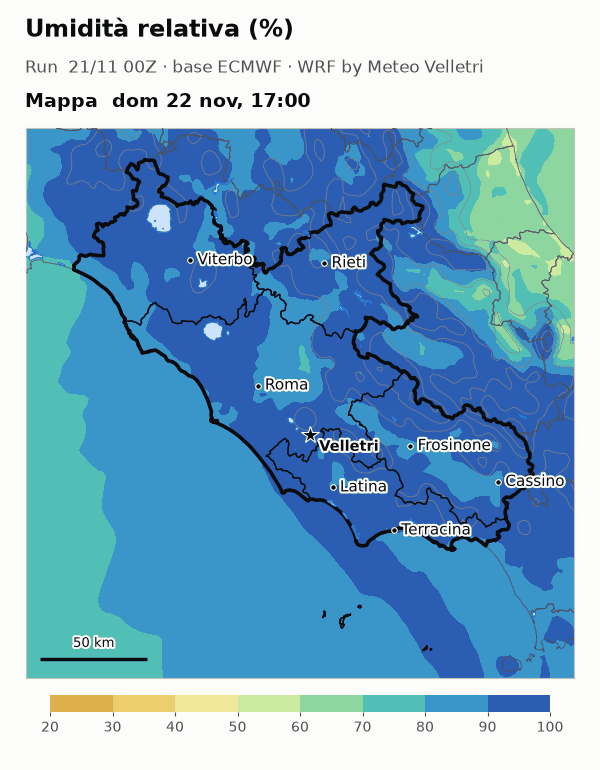 Umidità relativa (%)
Run  21/11 00Z · base ECMWF · WRF by Meteo Velletri
Mappa  dom 22 nov, 17:00
Viterbo
Rieti
Roma
Velletri
Frosinone
Cassino
Latina
Terracina
50 km
20 30 40 50 60 70 80 90 100